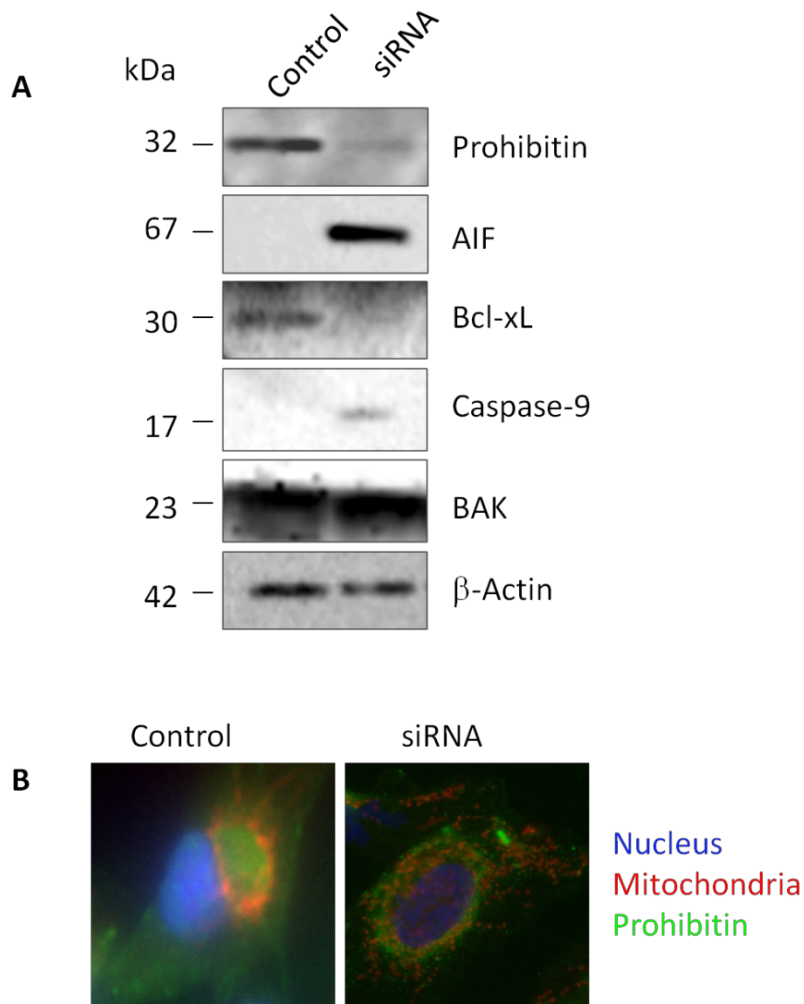 A
kDa
Control
siRNA
32
Prohibitin
67
AIF
30
Bcl-xL
17
Caspase-9
23
BAK
42
β-Actin
B
Control
siRNA
Nucleus
Mitochondria
Prohibitin